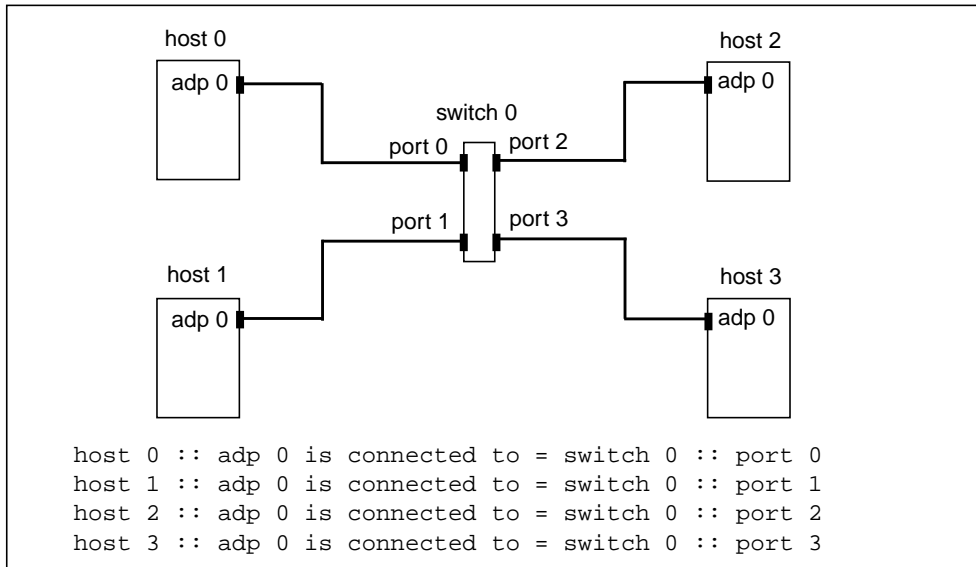 host 0
host 2
adp 0
adp 0
switch 0
port 0
port 2
port 1
port 3
host 1
host 3
adp 0
adp 0
host 0 :: adp 0 is connected to = switch 0 :: port 0
host 1 :: adp 0 is connected to = switch 0 :: port 1
host 2 :: adp 0 is connected to = switch 0 :: port 2
host 3 :: adp 0 is connected to = switch 0 :: port 3